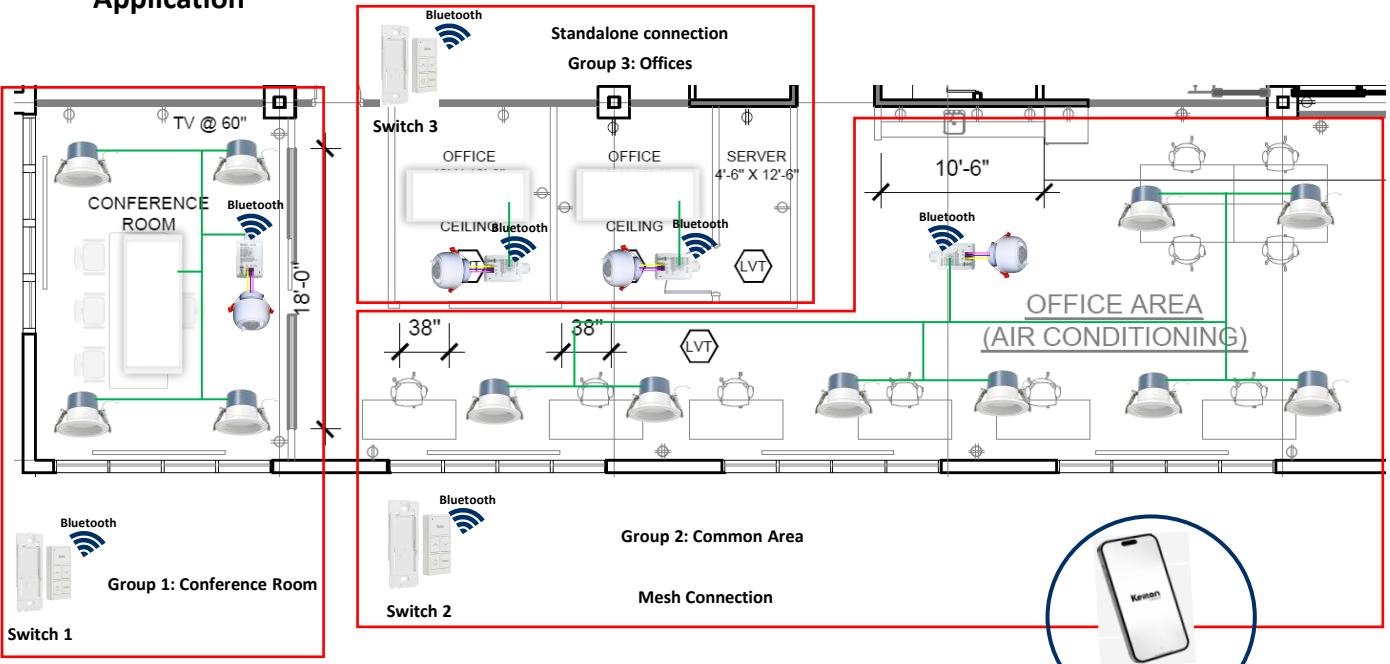 Application
Bluetooth
Standalone connection
Group 3: Offices
Switch 3
TV @ 60"
OFFICE
OFFICE
SERVER
4'-6" X 12'-6"
10'-6"
CONFERENCE
ROOM
Bluetooth
CEILING
Bluetooth
CEILING
Bluetooth
Bluetooth
LVT
18'-0"
OFFICE AREA
(AIR CONDITIONING)
38"
38"
LVT
Bluetooth
Group 1: Conference Room
Switch 1
Bluetooth
Group 2: Common Area
Mesh Connection
Switch 2